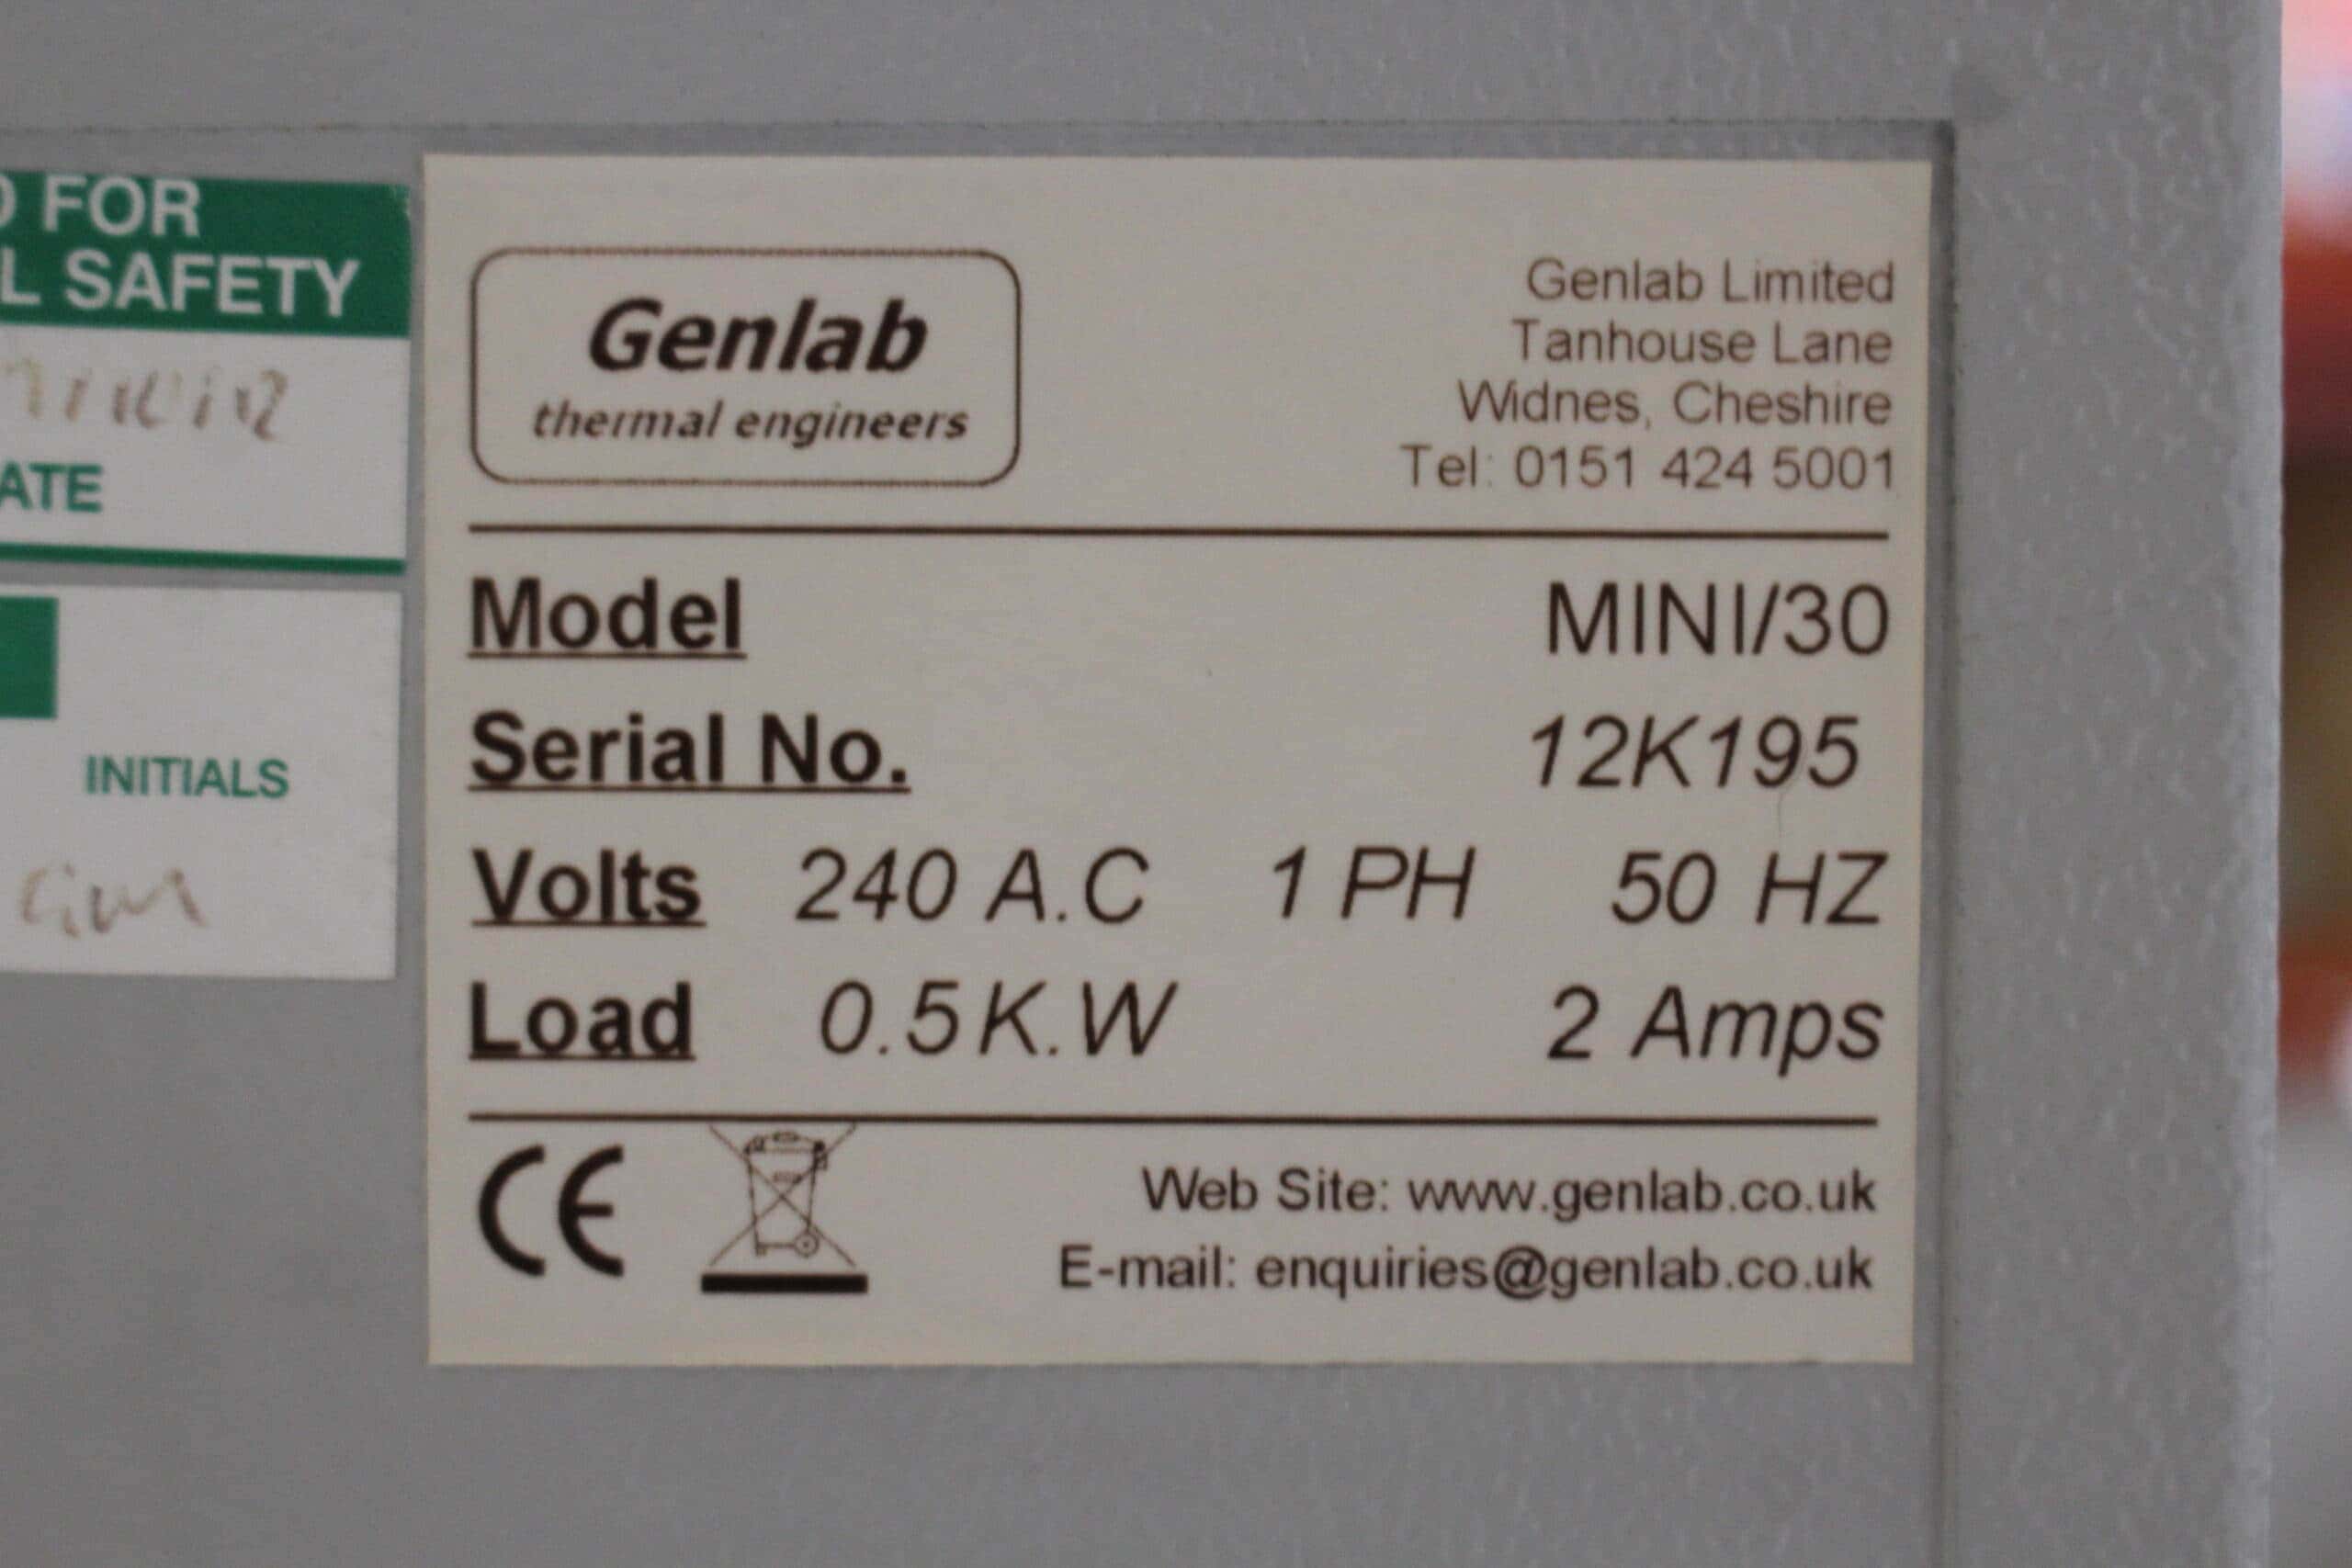 FOR
SAFETY
INITIALS
Genlab
thermal engineers
Genlab Limited
Tanhouse Lane
Widnes, Cheshire
Tel: 0151 424 5001
Model MINI/30
Serial No. 12K195
Volts 240 A.C 1 PH 50 HZ
Load 0.5 K.W 2 Amps
CE
Web Site: www.genlab.co.uk
E-mail: enquiries@genlab.co.uk